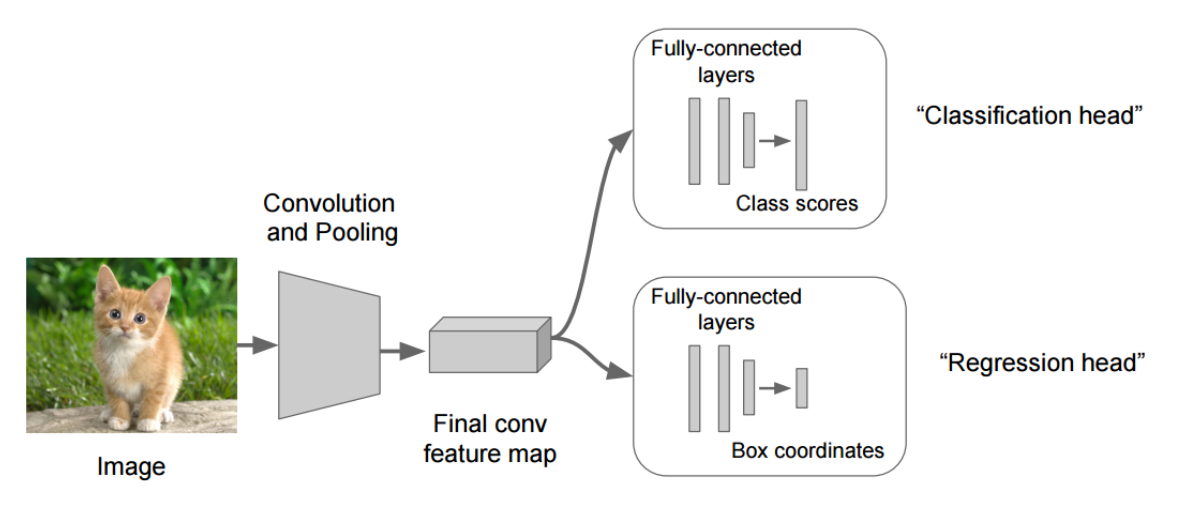 Image
Convolution
and Pooling
Final conv
feature map
Fully-connected
layers
Class scores
“Classification head”
Fully-connected
layers
Box coordinates
“Regression head”